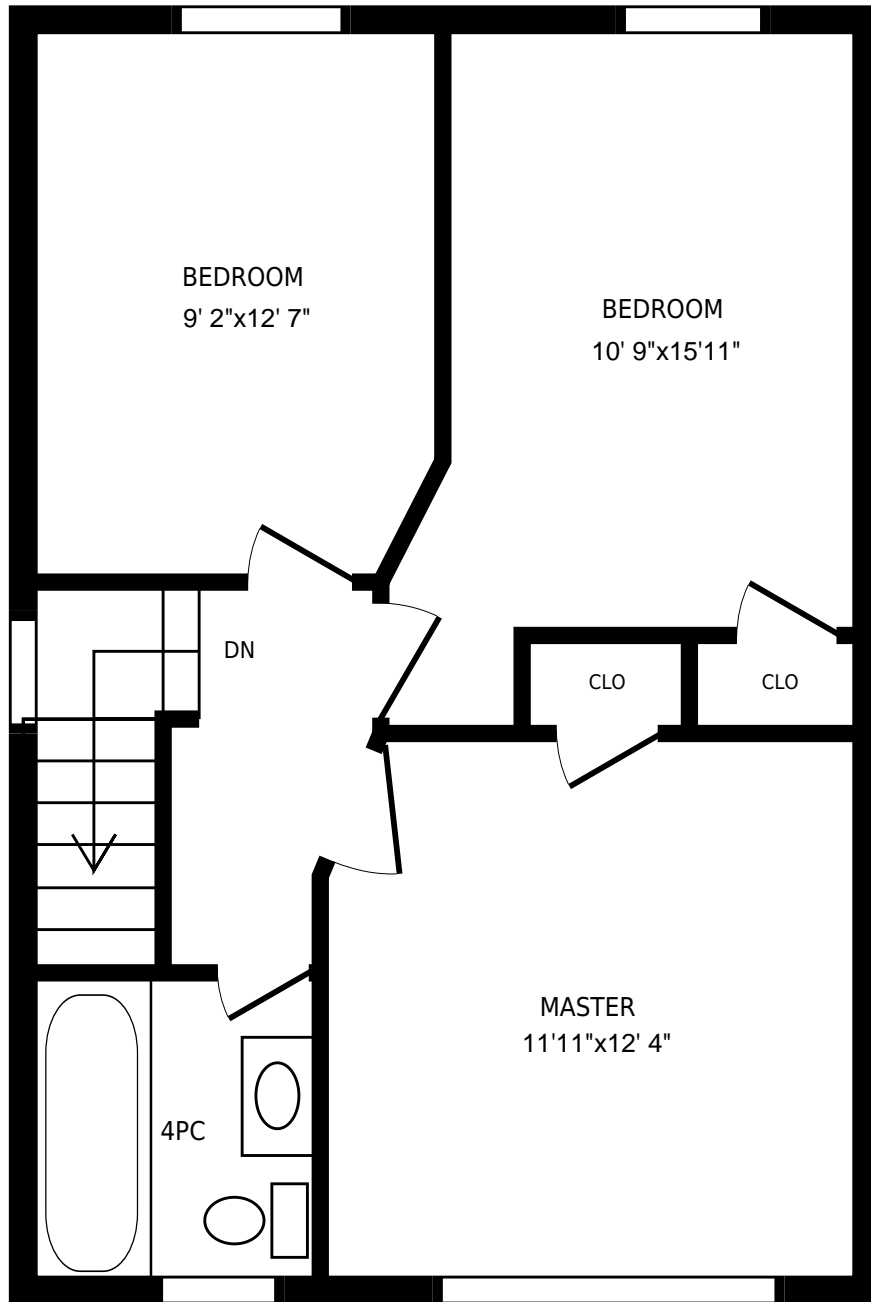 BEDROOM
9' 2"x12' 7"
BEDROOM
10' 9"x15'11"
DN
CLO
CLO
MASTER
11'11"x12' 4"
4PC